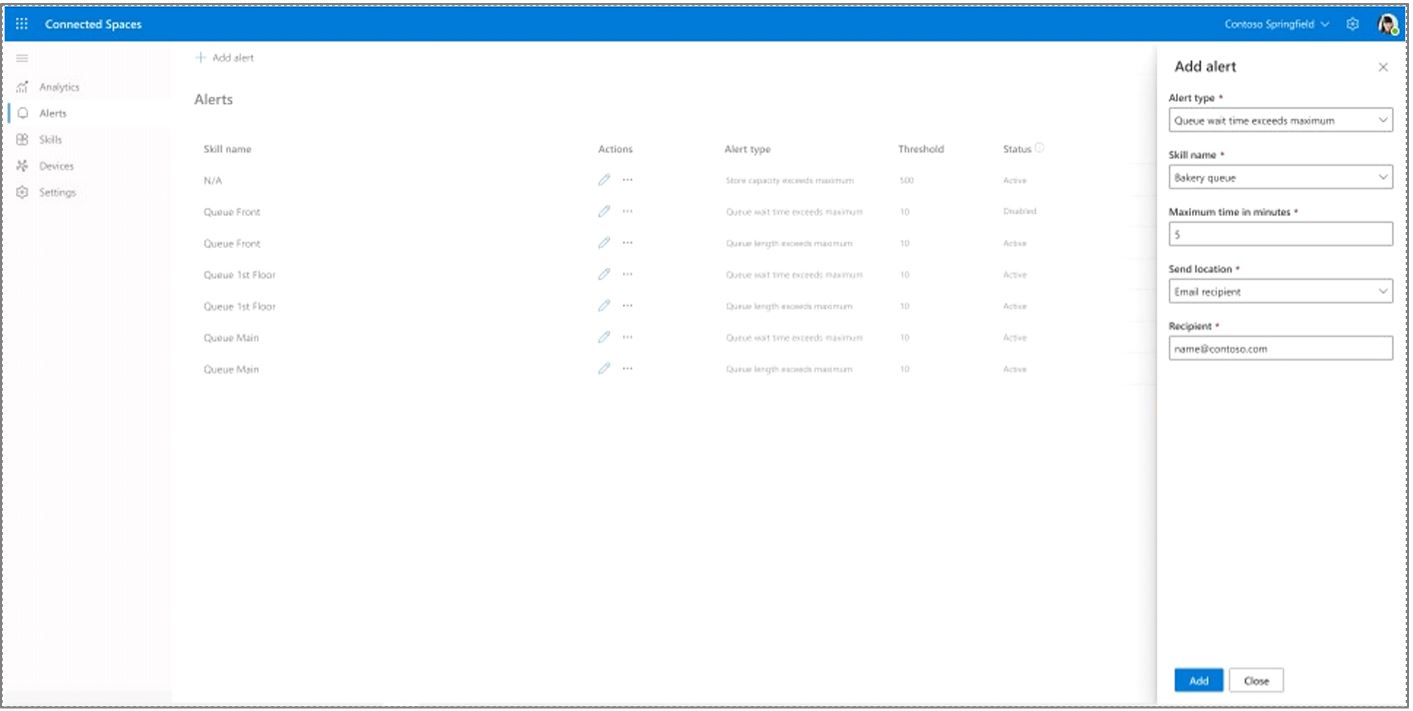 Connected Spaces
Contoso Springfield
Analytics
Alerts
Skills
Devices
Settings
+ Add alert
Alerts
Skill name Actions Alert type Threshold Status
N/A ... Store capacity exceeds maximum 500 Active
Queue Front ... Queue wait time exceeds maximum 10 Disabled
Queue Front ... Queue length exceeds maximum 10 Active
Queue 1st Floor ... Queue wait time exceeds maximum 10 Active
Queue 1st Floor ... Queue length exceeds maximum 10 Active
Queue Main ... Queue wait time exceeds maximum 10 Active
Queue Main ... Queue length exceeds maximum 10 Active
Add alert
Alert type *
Queue wait time exceeds maximum
Skill name *
Bakery queue
Maximum time in minutes *
5
Send location *
Email recipient
Recipient *
name@contoso.com
Add Close